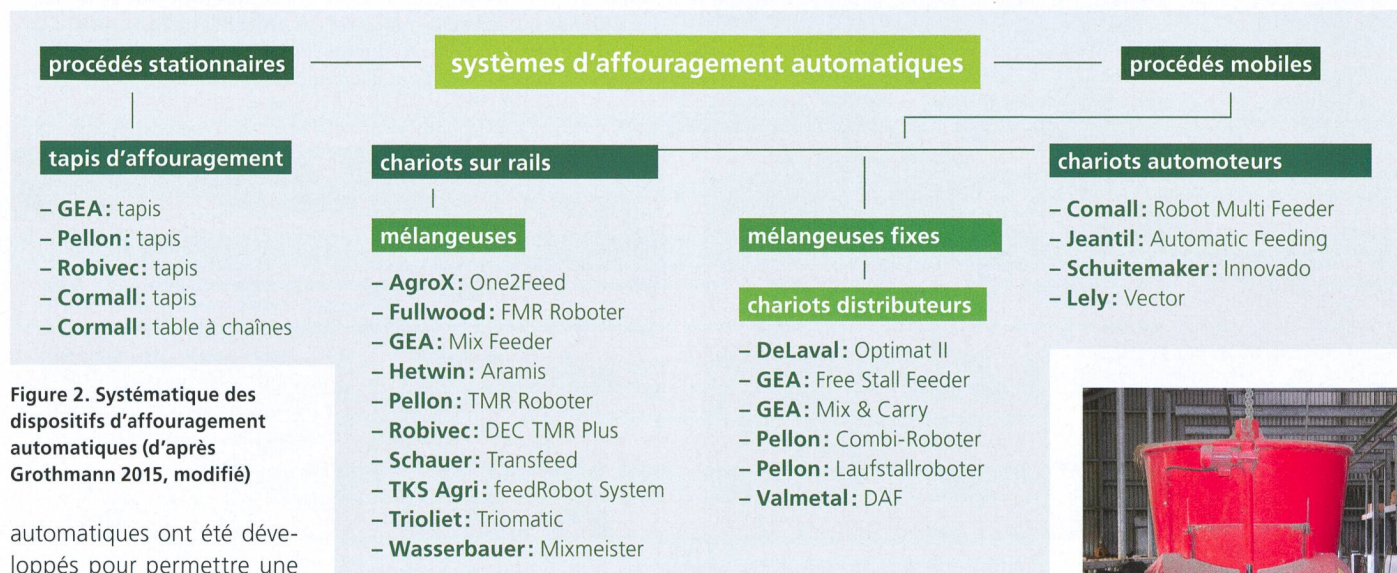 procédés stationnaires
systèmes d'affouragement automatiques
procédés mobiles
tapis d'affouragement
– GEA: tapis
– Pellon: tapis
– Robivec: tapis
– Cormall: tapis
– Cormall: table à chaînes
chariots sur rails
mélangeuses
– AgroX: One2Feed
– Fullwood: FMR Roboter
– GEA: Mix Feeder
– Hetwin: Aramis
– Pellon: TMR Roboter
– Robivec: DEC TMR Plus
– Schauer: Transfeed
– TKS Agri: feedRobot System
– Trioliet: Triomatic
– Wasserbauer: Mixmeister
mélangeuses fixes
chariots distributeurs
– DeLaval: Optimat II
– GEA: Free Stall Feeder
– GEA: Mix & Carry
– Pellon: Combi-Roboter
– Pellon: Laufstallroboter
– Valmetal: DAF
chariots automoteurs
– Comall: Robot Multi Feeder
– Jeantil: Automatic Feeding
– Schuitemaker: Innovado
– Lely: Vector
Figure 2. Systématique des
dispositifs d'affouragement
automatiques (d'après
Grothmann 2015, modifié)
automatiques ont été déve-
loppés pour permettre une